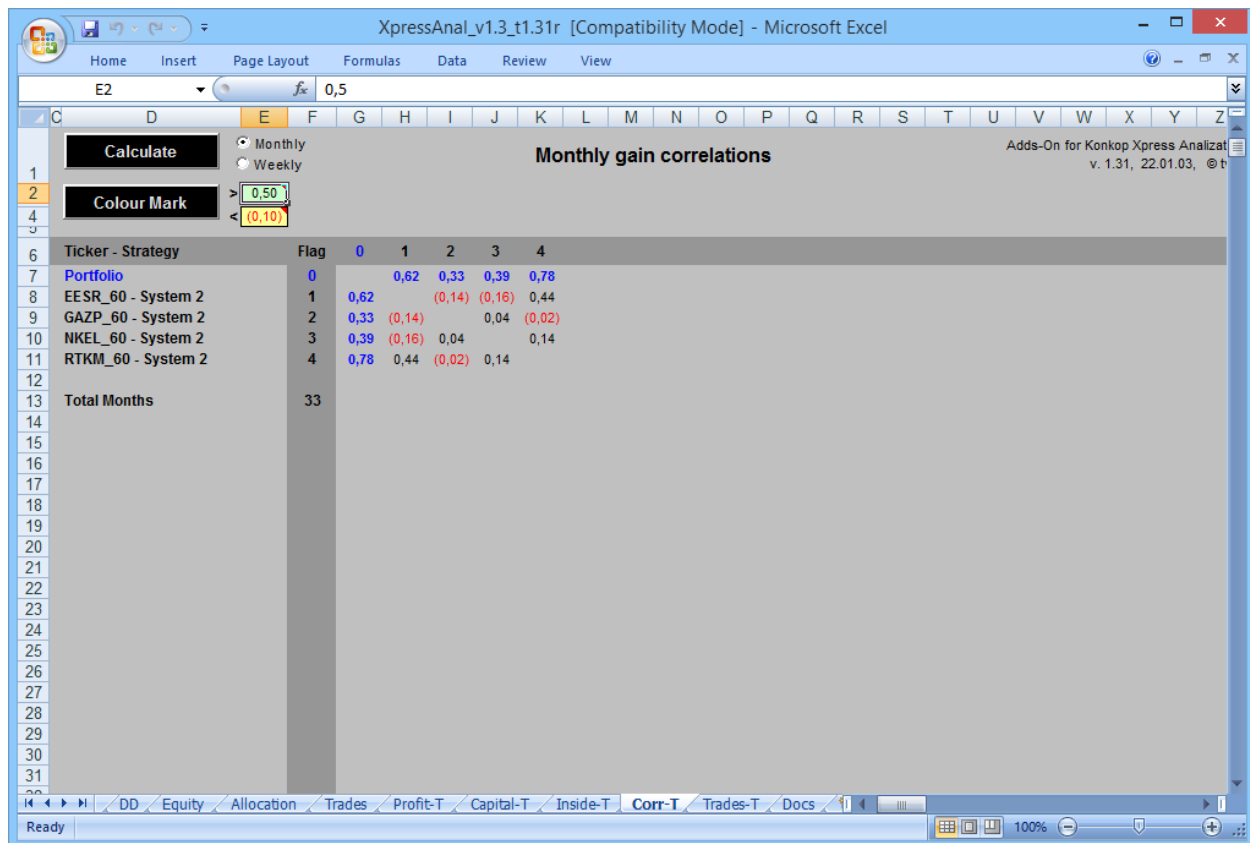 XpressAnal_v1.3_t1.31r [Compatibility Mode] - Microsoft Excel
Home Insert Page Layout Formulas Data Review View
E2 fx 0,5
C D E F G H I J K L M N O P Q R S T U V W X Y Z
1 Calculate Monthly Monthly gain correlations Adds-On for Konkop Xpress Analizat
Weekly v. 1.31, 22.01.03, ©
2 Colour Mark > 0,50
4 < (0,10)
5
6 Ticker - Strategy Flag 0 1 2 3 4
7 Portfolio 0 0,62 0,33 0,39 0,78
8 EESR_60 - System 2 1 0,62 (0,14) (0,16) 0,44
9 GAZP_60 - System 2 2 0,33 (0,14) 0,04 (0,02)
10 NKEL_60 - System 2 3 0,39 (0,16) 0,04 0,14
11 RTKM_60 - System 2 4 0,78 0,44 (0,02) 0,14
12
13 Total Months 33
14
15
16
17
18
19
20
21
22
23
24
25
26
27
28
29
30
31
DD Equity Allocation Trades Profit-T Capital-T Inside-T Corr-T Trades-T Docs
Ready 100%